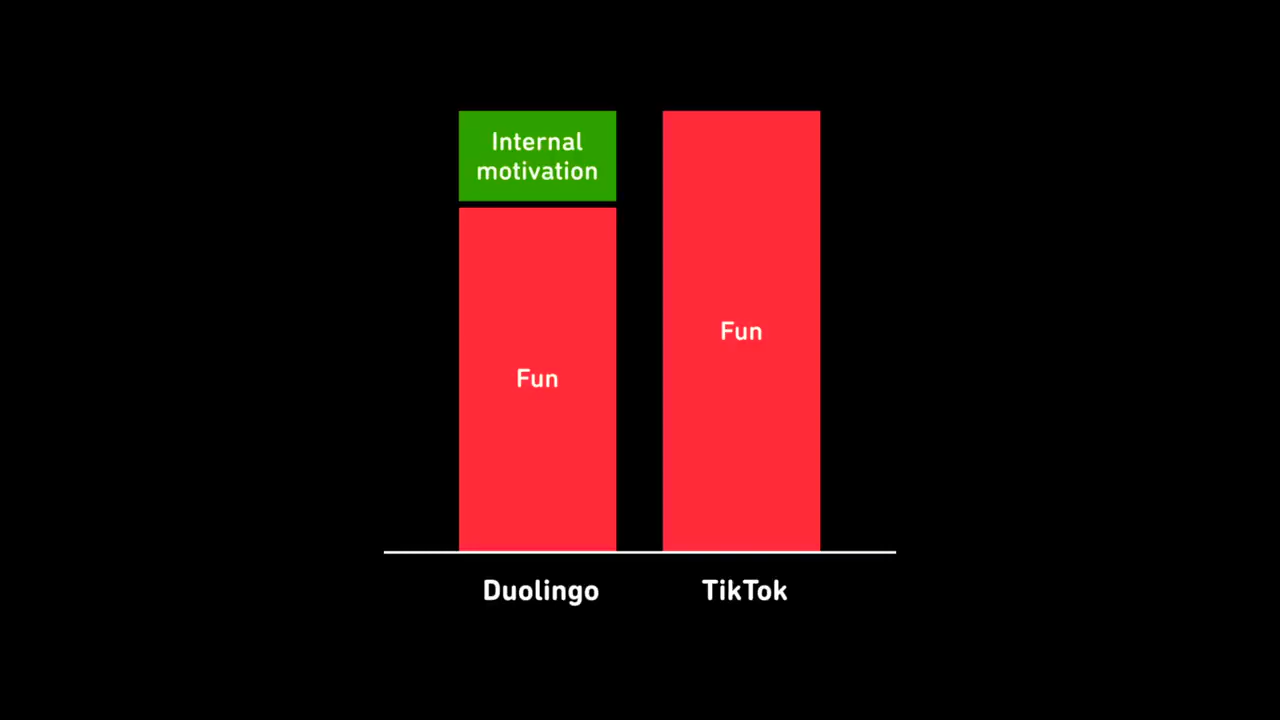 Internal
motivation
Fun
Fun
Duolingo
TikTok